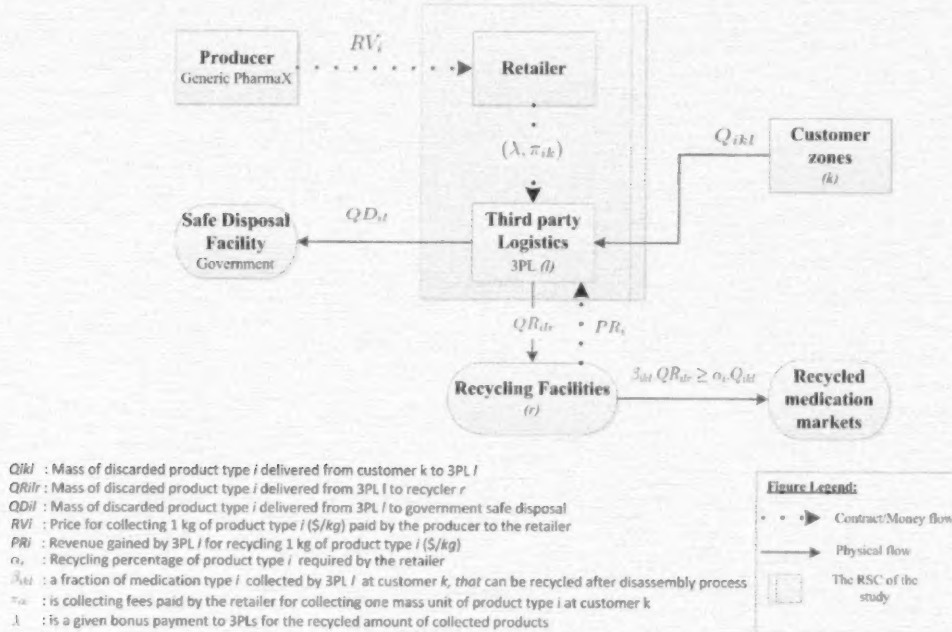 Producer
Generic PharmaX
RVᵢ
Retailer
(λ, πᵢₖ)
Qᵢₖₗ
Customer
zones
(k)
Safe Disposal
Facility
Government
QDᵢₗ
Third party
Logistics
3PL (l)
QRᵢₗᵣ
PRᵢ
Recycling Facilities
(r)
βᵢₖₗ QRᵢₗᵣ ≥ αᵢ.Qᵢₖₗ
Recycled
medication
markets
Qikl : Mass of discarded product type i delivered from customer k to 3PL l
QRilr : Mass of discarded product type i delivered from 3PL l to recycler r
QDil : Mass of discarded product type i delivered from 3PL l to government safe disposal
RVi : Price for collecting 1 kg of product type i ($/kg) paid by the producer to the retailer
PRi : Revenue gained by 3PL l for recycling 1 kg of product type i ($/kg)
αᵢ : Recycling percentage of product type i required by the retailer
βᵢₖₗ : a fraction of medication type i collected by 3PL l at customer k, that can be recycled after disassembly process
πᵢₖ : is collecting fees paid by the retailer for collecting one mass unit of product type i at customer k
λ : is a given bonus payment to 3PLs for the recycled amount of collected products
Figure Legend:
Contract/Money flow
Physical flow
The RSC of the
study